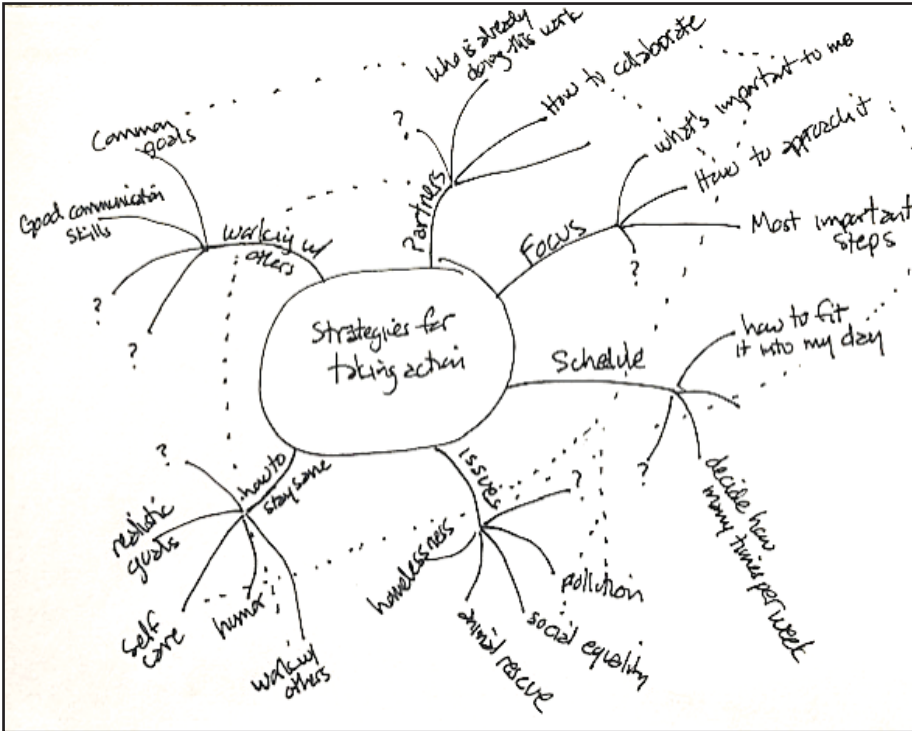 Strategies for
taking action
Partners
?
who is already
doing this work
How to collaborate
Focus
what's important to me
How to approach it
Most important
steps
?
Schedule
how to fit
it into my day
decide how
many times per week
?
issues
?
pollution
social equality
animal rescue
homelessness
how to
stay sane
?
realistic
goals
self
care
humor
work w/
others
working w/
others
Common
goals
Good communication
skills
?
?